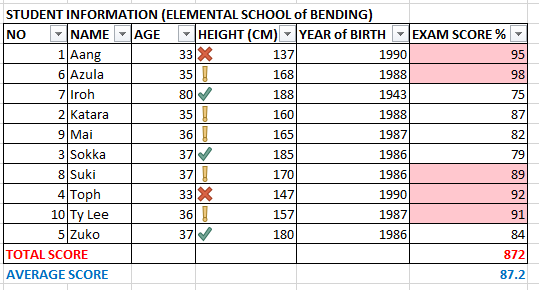 STUDENT INFORMATION (ELEMENTAL SCHOOL of BENDING)
NO NAME AGE HEIGHT (CM) YEAR of BIRTH EXAM SCORE %
1 Aang 33 137 1990 95
6 Azula 35 168 1988 98
7 Iroh 80 188 1943 75
2 Katara 35 160 1988 87
9 Mai 36 165 1987 82
3 Sokka 37 185 1986 79
8 Suki 37 170 1986 89
4 Toph 33 147 1990 92
10 Ty Lee 36 157 1987 91
5 Zuko 37 180 1986 84
TOTAL SCORE 872
AVERAGE SCORE 87.2